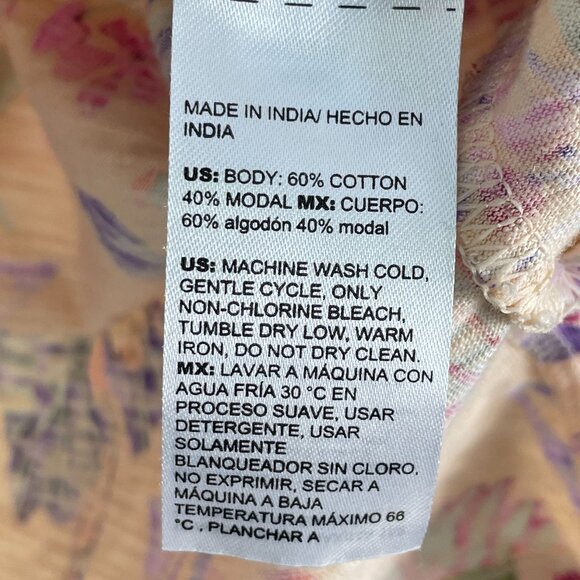 MADE IN INDIA/ HECHO EN
INDIA
US: BODY: 60% COTTON
40% MODAL MX: CUERPO:
60% algodón 40% modal
US: MACHINE WASH COLD,
GENTLE CYCLE, ONLY
NON-CHLORINE BLEACH,
TUMBLE DRY LOW, WARM
IRON, DO NOT DRY CLEAN.
MX: LAVAR A MÁQUINA CON
AGUA FRÍA 30 °C EN
PROCESO SUAVE, USAR
DETERGENTE, USAR
SOLAMENTE
BLANQUEADOR SIN CLORO,
NO EXPRIMIR, SECAR A
MÁQUINA A BAJA
TEMPERATURA MÁXIMO 66
°C , PLANCHAR A